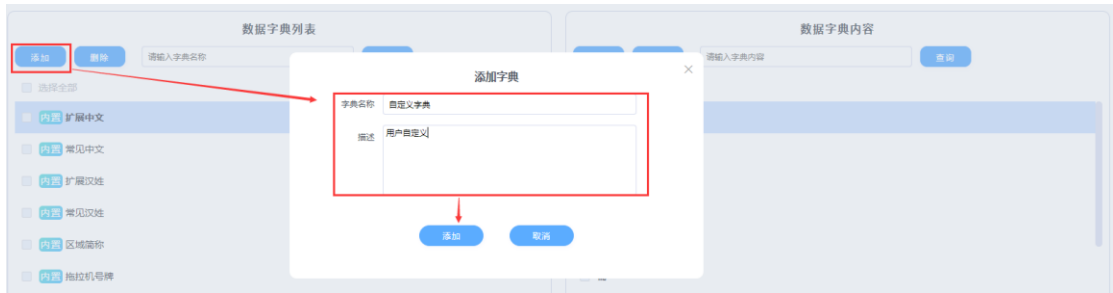 数据字典列表
数据字典内容
添加
删除
请输入字典名称
请输入字典内容
查询
添加字典
选择全部
字典名称
自定义字典
内置 扩展中文
描述
用户自定义
内置 常见中文
内置 扩展汉姓
内置 常见汉姓
添加
取消
内置 区域简称
内置 拖拉机号牌